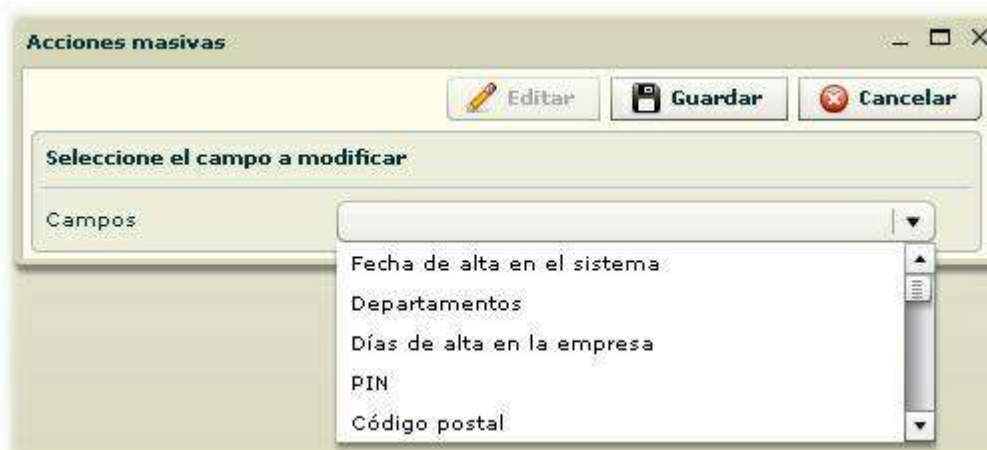 Acciones masivas
Editar Guardar Cancelar
Seleccione el campo a modificar
Campos
Fecha de alta en el sistema
Departamentos
Días de alta en la empresa
PIN
Código postal